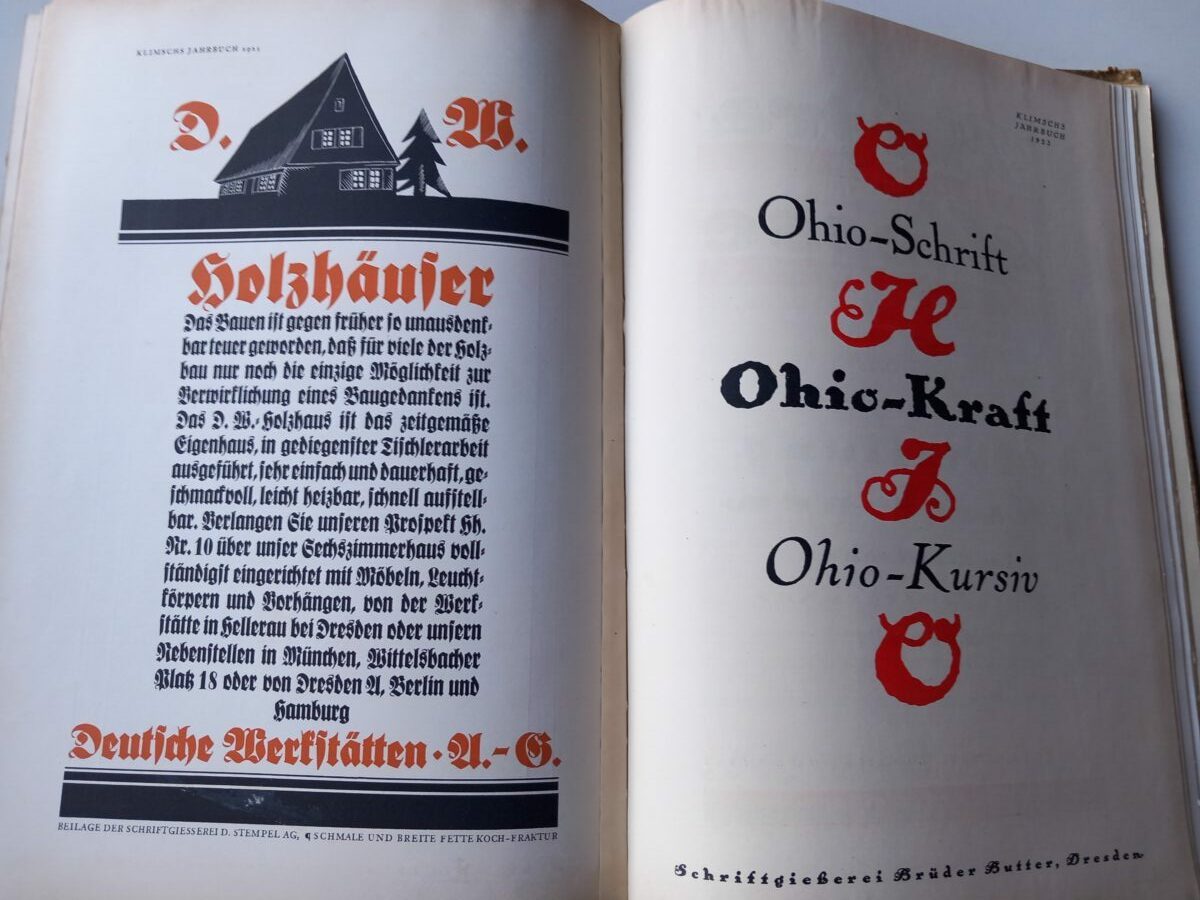 KLIMSCHS JAHRBUCH 1922
D. W.
Holzhäuſer
Das Bauen iſt gegen früher ſo unausdenk-
bar teuer geworden, daß für viele der Holz-
bau nur noch die einzige Möglichkeit zur
Verwirklichung eines Baugedankens iſt.
Das D. W.-Holzhaus iſt das zeitgemäße
Eigenhaus, in gediegenſter Tiſchlerarbeit
ausgeführt, ſehr einfach und dauerhaft, ge-
ſchmackvoll, leicht heizbar, ſchnell aufſtell-
bar. Verlangen Sie unſeren Proſpekt Hh.
Nr. 10 über unſer Sechszimmerhaus voll-
ſtändigſt eingerichtet mit Möbeln, Leucht-
körpern und Vorhängen, von der Werk-
ſtätte in Hellerau bei Dresden oder unſern
Nebenſtellen in München, Wittelsbacher
Platz 18 oder von Dresden A, Berlin und
Hamburg
Deutſche Werkſtätten · A.-G.
BEILAGE DER SCHRIFTGIESSEREI D. STEMPEL AG, ¶ SCHMALE UND BREITE FETTE KOCH-FRAKTUR
KLIMSCHS
JAHRBUCH
1922
O
Ohio-Schrift
H
Ohio-Kraft
I
Ohio-Kursiv
O
Schriftgießerei Brüder Butter, Dresden